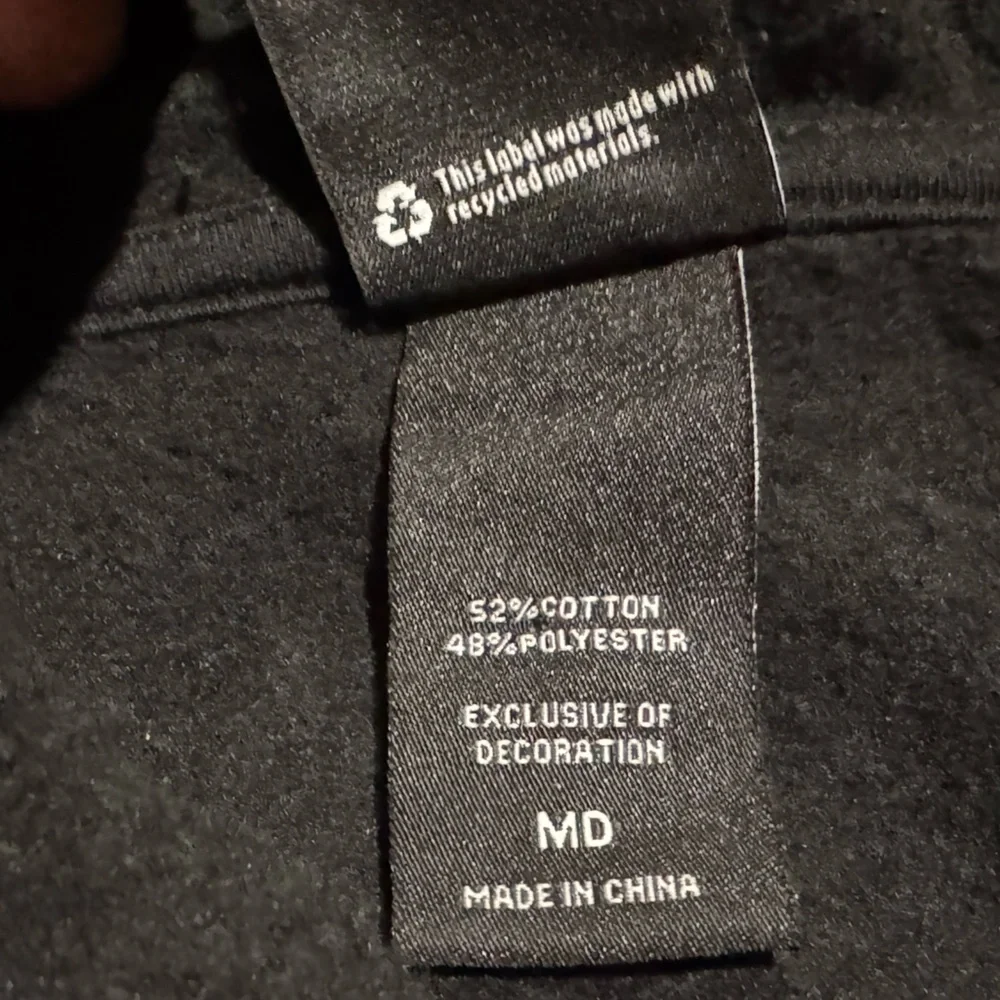 This label was made with
recycled materials.
52%COTTON
48%POLYESTER
EXCLUSIVE OF
DECORATION
MD
MADE IN CHINA